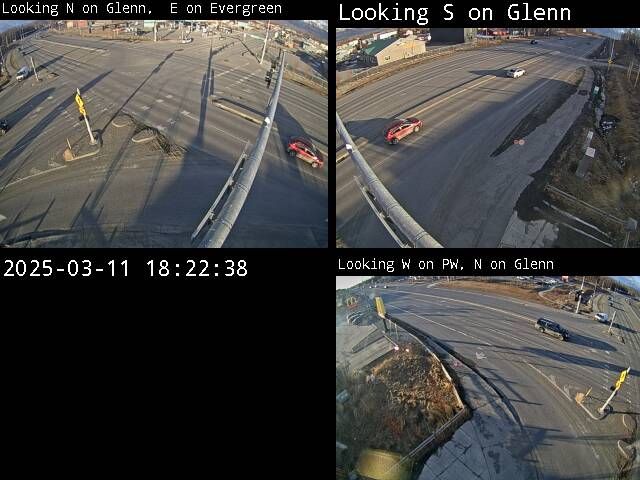 Looking N on Glenn,  E on Evergreen
Looking S on Glenn
2025-03-11 18:22:38
Looking W on PW, N on Glenn